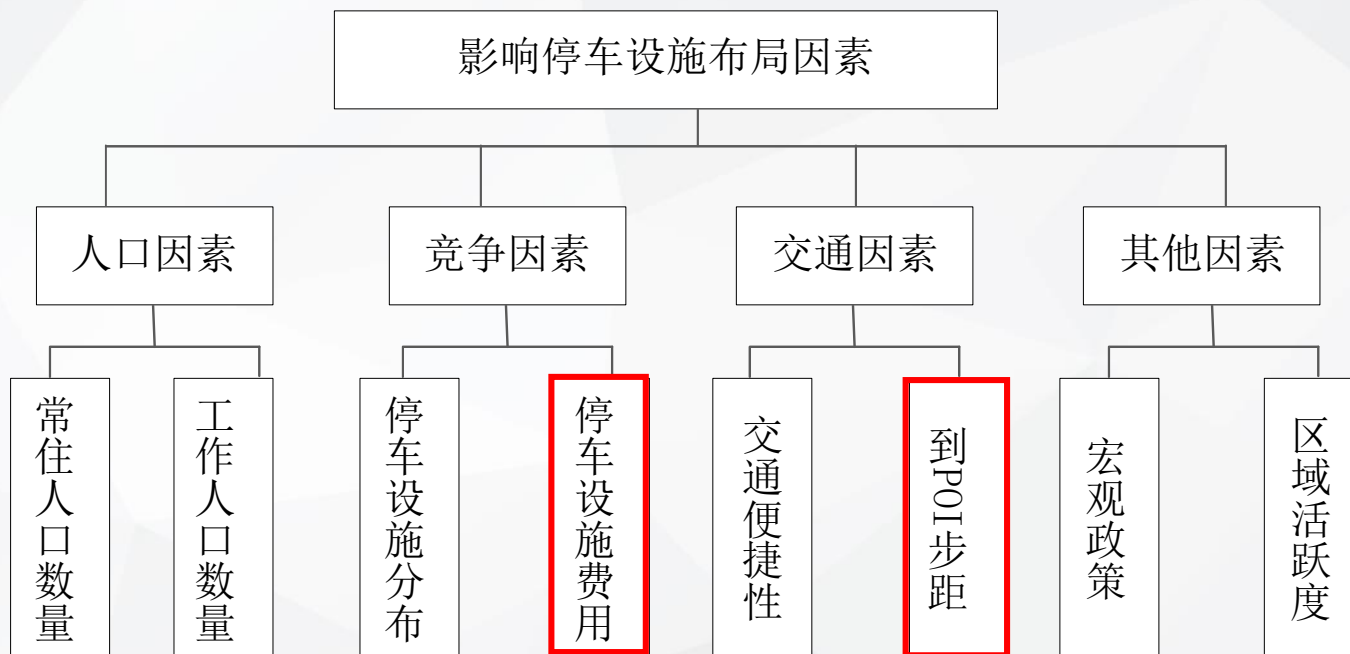 影响停车设施布局因素
人口因素
竞争因素
交通因素
其他因素
常住人口数量
工作人口数量
停车设施分布
停车设施费用
交通便捷性
到POI步距
宏观政策
区域活跃度